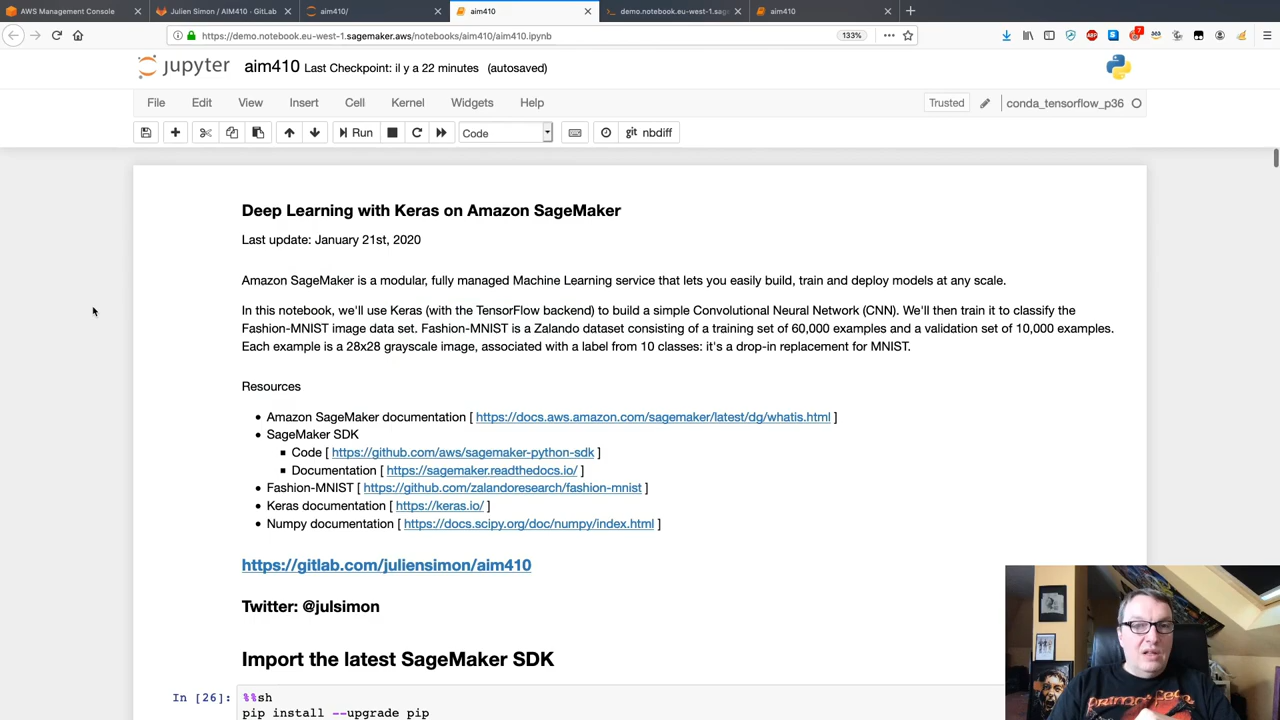 AWS Management Console
Julien Simon / AIM410 · GitLab
aim410/
aim410
demo.notebook.eu-west-1.sage
aim410
https://demo.notebook.eu-west-1.sagemaker.aws/notebooks/aim410/aim410.ipynb
133%
jupyter aim410 Last Checkpoint: il y a 22 minutes (autosaved)
File Edit View Insert Cell Kernel Widgets Help
Trusted conda_tensorflow_p36
Run Code git nbdiff
Deep Learning with Keras on Amazon SageMaker
Last update: January 21st, 2020
Amazon SageMaker is a modular, fully managed Machine Learning service that lets you easily build, train and deploy models at any scale.
In this notebook, we'll use Keras (with the TensorFlow backend) to build a simple Convolutional Neural Network (CNN). We'll then train it to classify the
Fashion-MNIST image data set. Fashion-MNIST is a Zalando dataset consisting of a training set of 60,000 examples and a validation set of 10,000 examples.
Each example is a 28x28 grayscale image, associated with a label from 10 classes: it's a drop-in replacement for MNIST.
Resources
• Amazon SageMaker documentation [ https://docs.aws.amazon.com/sagemaker/latest/dg/whatis.html ]
• SageMaker SDK
▪ Code [ https://github.com/aws/sagemaker-python-sdk ]
▪ Documentation [ https://sagemaker.readthedocs.io/ ]
• Fashion-MNIST [ https://github.com/zalandoresearch/fashion-mnist ]
• Keras documentation [ https://keras.io/ ]
• Numpy documentation [ https://docs.scipy.org/doc/numpy/index.html ]
https://gitlab.com/juliensimon/aim410
Twitter: @julsimon
Import the latest SageMaker SDK
In [26]: %%sh
pip install --upgrade pip